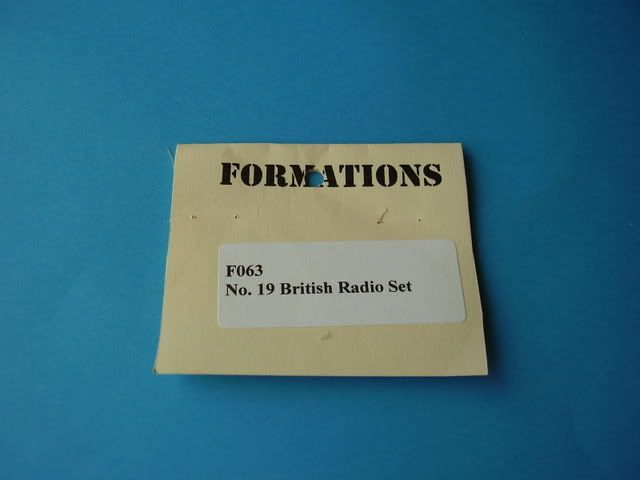 FORMATIONS
F063
No. 19 British Radio Set